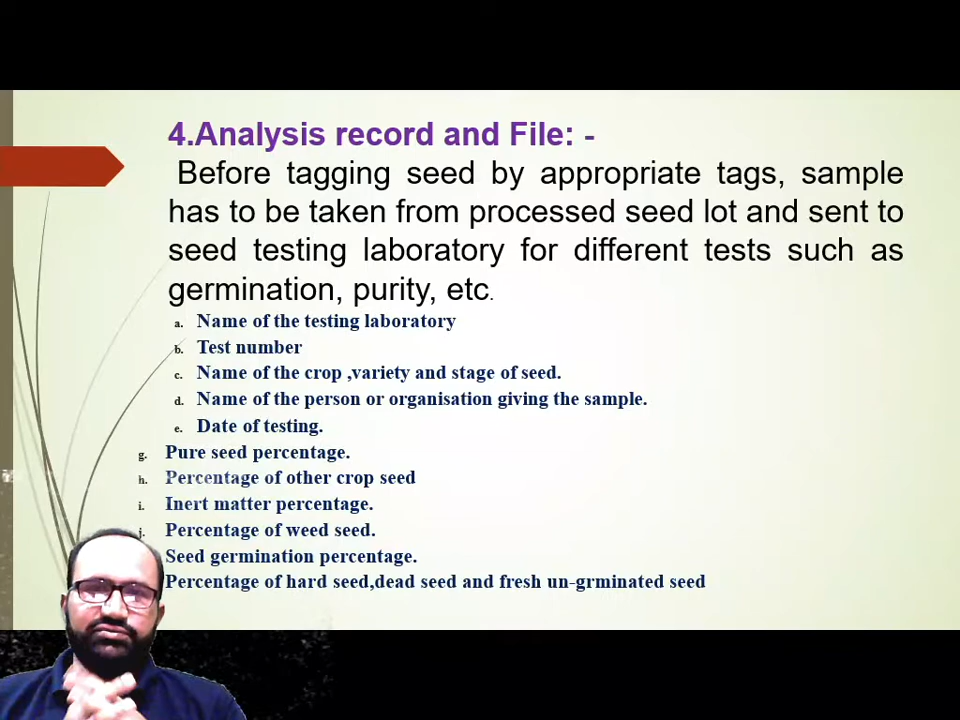 4.Analysis record and File: -
Before tagging seed by appropriate tags, sample
has to be taken from processed seed lot and sent to
seed testing laboratory for different tests such as
germination, purity, etc.
a. Name of the testing laboratory
b. Test number
c. Name of the crop ,variety and stage of seed.
d. Name of the person or organisation giving the sample.
e. Date of testing.
g. Pure seed percentage.
h. Percentage of other crop seed
i. Inert matter percentage.
j. Percentage of weed seed.
Seed germination percentage.
Percentage of hard seed,dead seed and fresh un-grminated seed